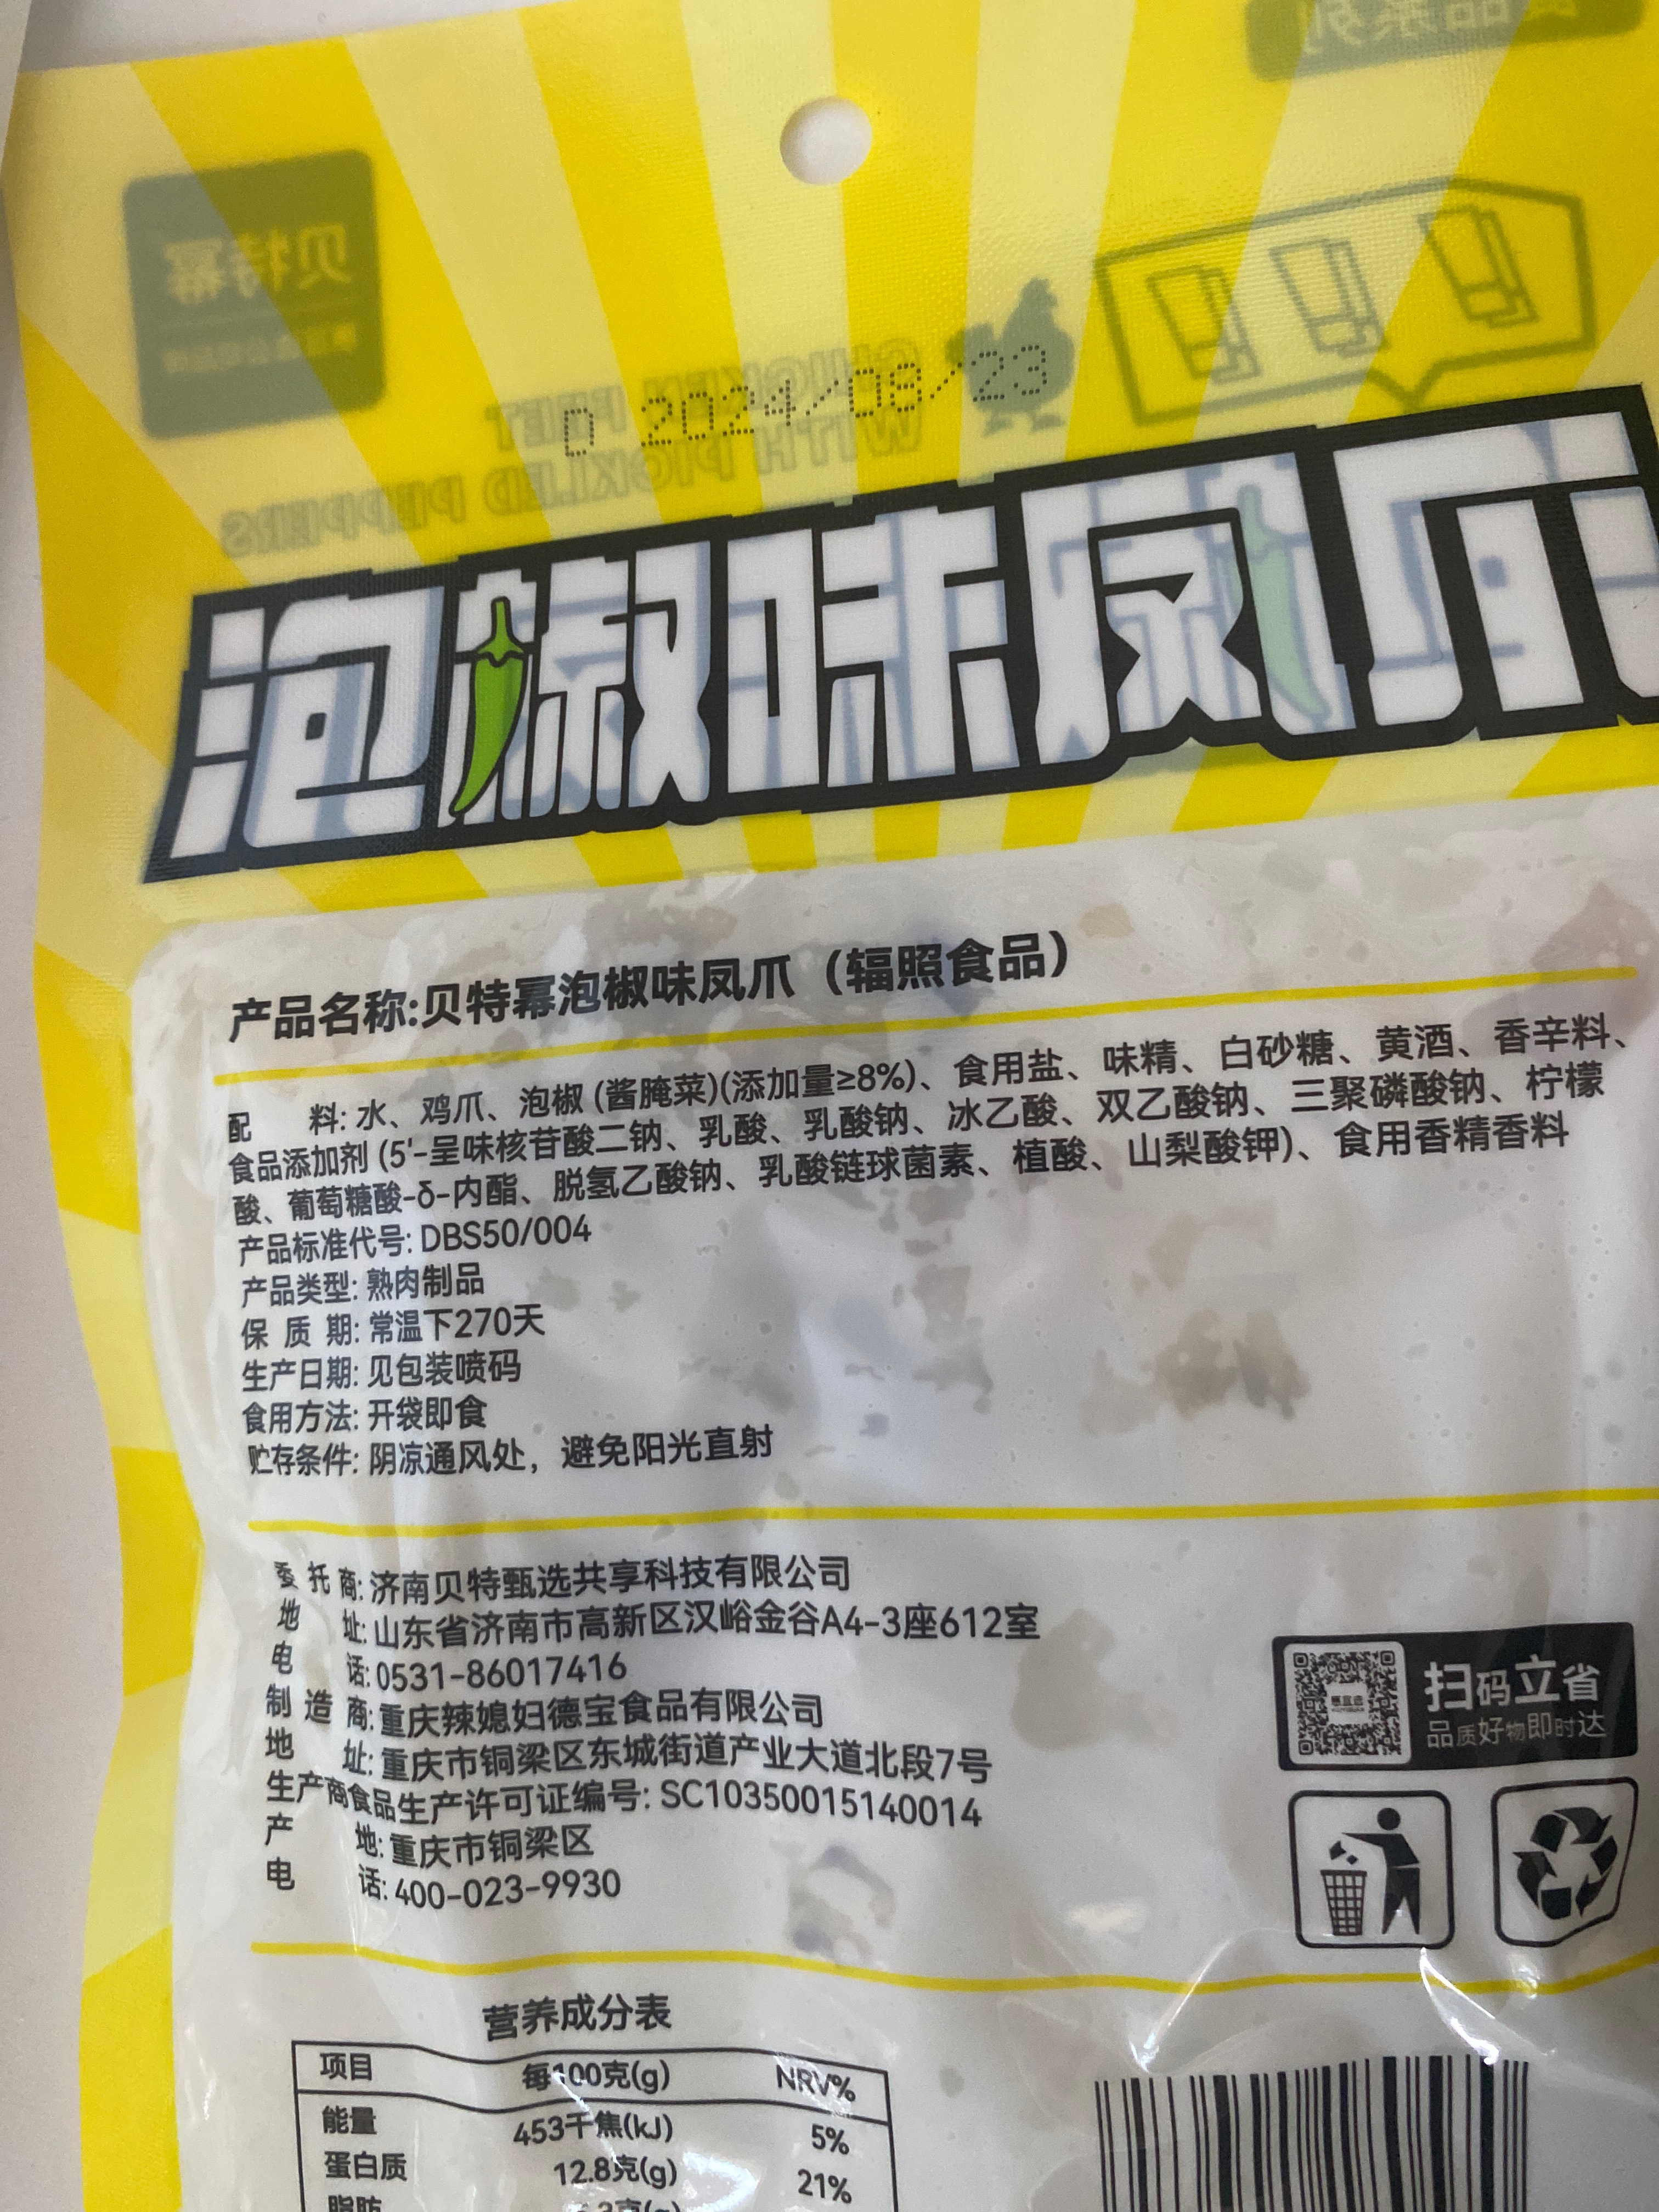 D 2024/08/23
CHICKEN FEET
WITH PICKLED PEPPERS
贝特幂
泡椒味凤爪
产品名称:贝特幂泡椒味凤爪（辐照食品）
配 料: 水、鸡爪、泡椒 (酱腌菜)(添加量≥8%)、食用盐、味精、白砂糖、黄酒、香辛料、
食品添加剂 (5'-呈味核苷酸二钠、乳酸、乳酸钠、冰乙酸、双乙酸钠、三聚磷酸钠、柠檬
酸、葡萄糖酸-δ-内酯、脱氢乙酸钠、乳酸链球菌素、植酸、山梨酸钾)、食用香精香料
产品标准代号: DBS50/004
产品类型: 熟肉制品
保 质 期: 常温下270天
生产日期: 见包装喷码
食用方法: 开袋即食
贮存条件: 阴凉通风处，避免阳光直射
委 托 商: 济南贝特甄选共享科技有限公司
地 址: 山东省济南市高新区汉峪金谷A4-3座612室
电 话: 0531-86017416
制 造 商: 重庆辣媳妇德宝食品有限公司
地 址: 重庆市铜梁区东城街道产业大道北段7号
生产商食品生产许可证编号: SC10350015140014
产 地: 重庆市铜梁区
电 话: 400-023-9930
扫码立省
品质好物即时达
营养成分表
项目 每100克(g) NRV%
能量 453千焦(kJ) 5%
蛋白质 12.8克(g) 21%
脂肪